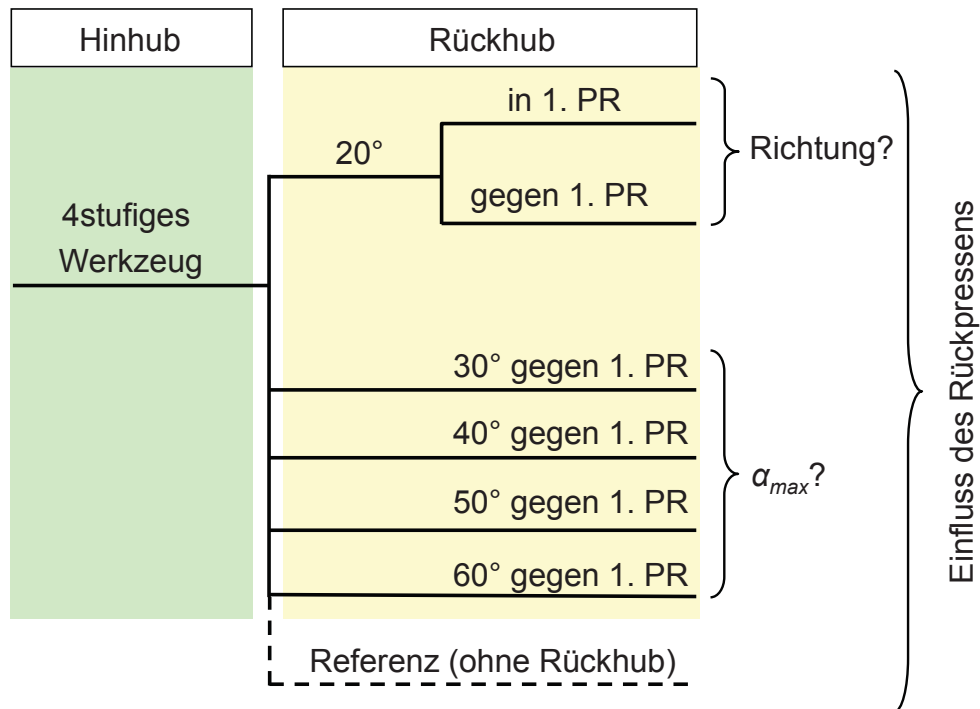 Hinhub
Rückhub
in 1. PR
20°
Richtung?
gegen 1. PR
4stufiges
Werkzeug
30° gegen 1. PR
40° gegen 1. PR
α_max?
50° gegen 1. PR
60° gegen 1. PR
Referenz (ohne Rückhub)
Einfluss des Rückpressens